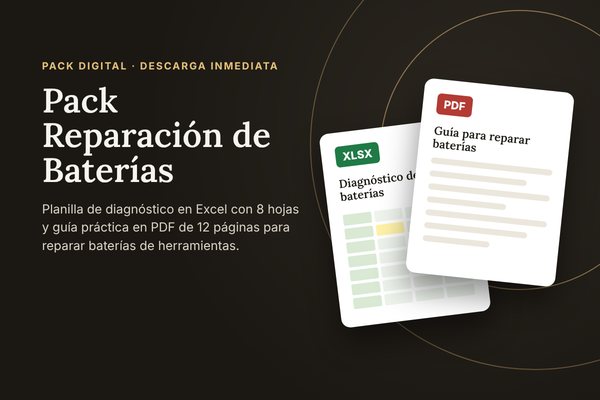 PACK DIGITAL · DESCARGA INMEDIATA
Pack
Reparación de
Baterías
Planilla de diagnóstico en Excel con 8 hojas
y guía práctica en PDF de 12 páginas para
reparar baterías de herramientas.
XLSX
Diagnóstico de
baterías
PDF
Guía para reparar
baterías